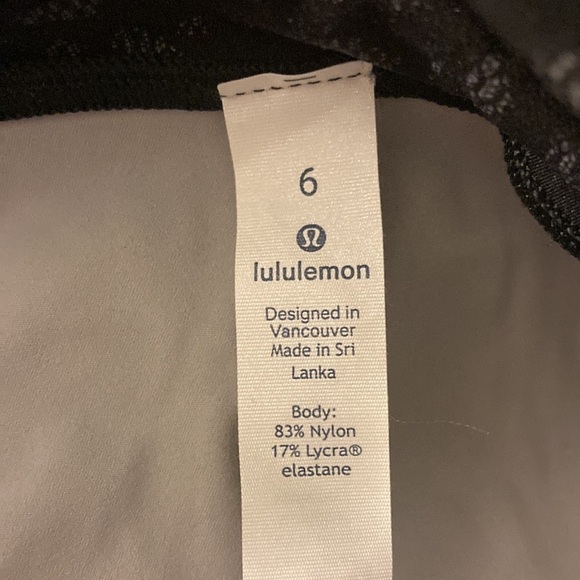 6
lululemon
Designed in
Vancouver
Made in Sri
Lanka
Body:
83% Nylon
17% Lycra®
elastane